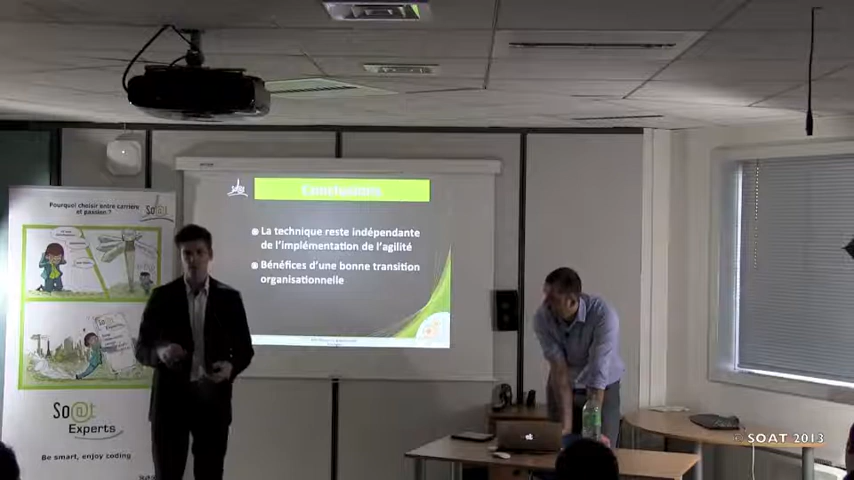 Pourquoi choisir entre carrière
et passion ?
So@t
Conclusions
La technique reste indépendante
de l'implémentation de l'agilité
Bénéfices d'une bonne transition
organisationnelle
So@t
Experts
Be smart, enjoy coding
© SOAT 2013